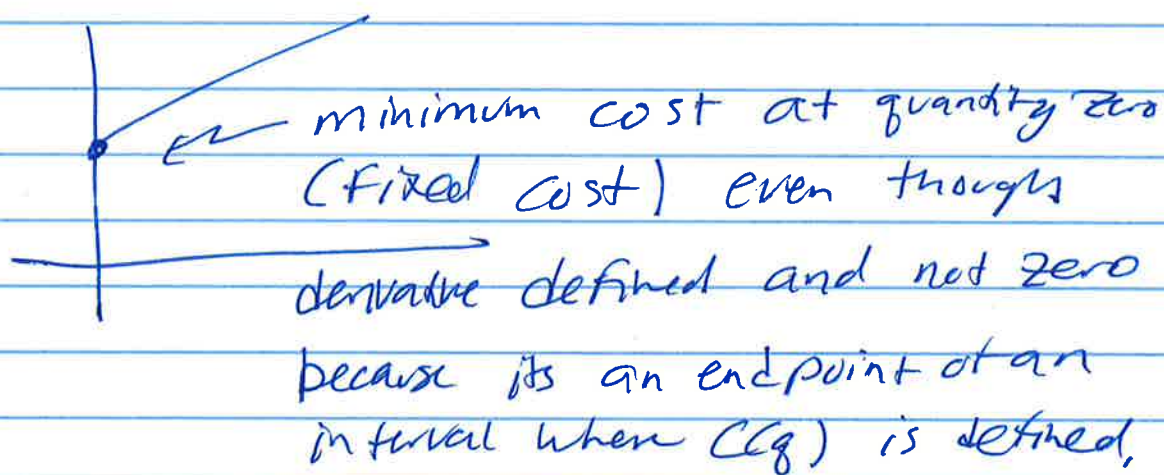 minimum cost at quantity zero
(Fixed cost) even though
derivative defined and not zero
because its an endpoint of an
interval where C(q) is defined,